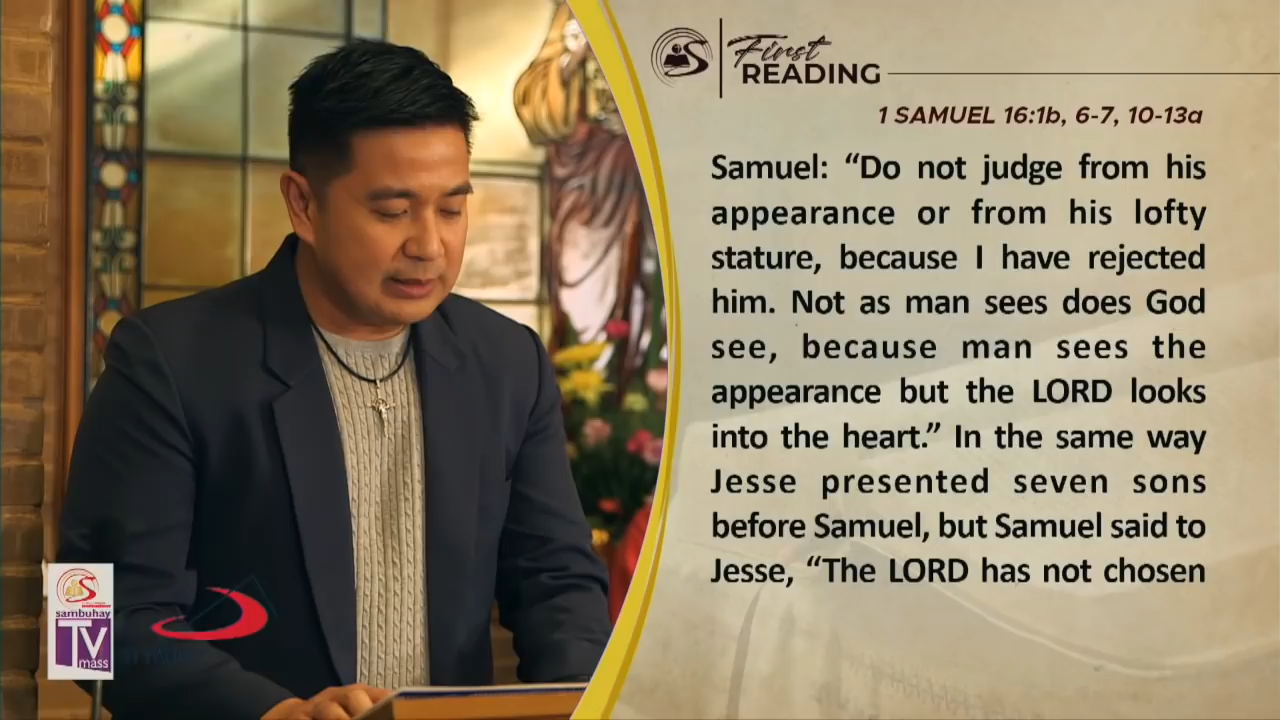 First
READING
1 SAMUEL 16:1b, 6-7, 10-13a
Samuel: “Do not judge from his
appearance or from his lofty
stature, because I have rejected
him. Not as man sees does God
see, because man sees the
appearance but the LORD looks
into the heart.” In the same way
Jesse presented seven sons
before Samuel, but Samuel said to
Jesse, “The LORD has not chosen
sambuhay
TV
mass